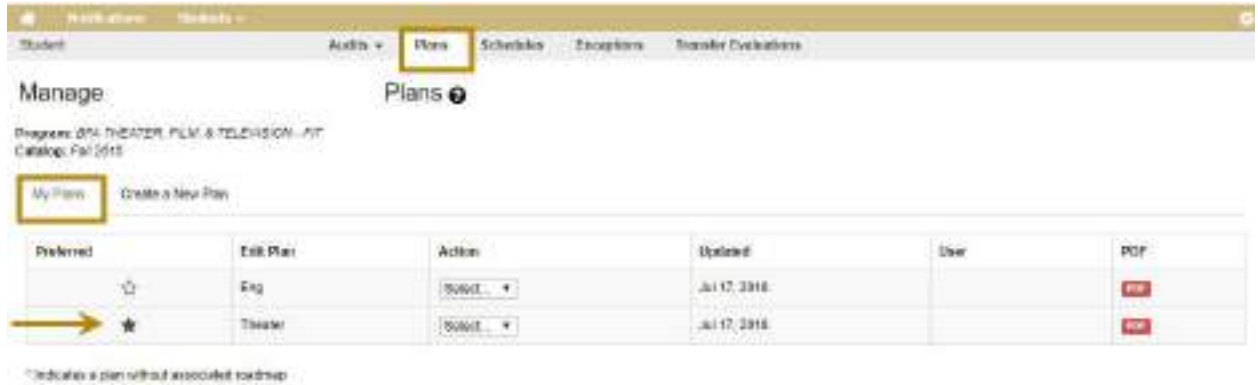 Notifications Students
Student Audits Plans Schedules Exceptions Transfer Evaluations
Manage Plans ?
Program: BFA THEATER, FILM, & TELEVISION - FIT
Catalog: Fall 2018
My Plans Create a New Plan
Preferred Edit Plan Action Updated User PDF
Eng Select... Jul 17, 2018 PDF
Theater Select... Jul 17, 2018 PDF
* Indicates a plan without associated roadmap